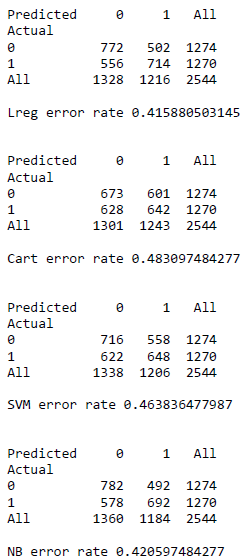 Predicted 0 1 All
Actual
0 772 502 1274
1 556 714 1270
All 1328 1216 2544
Lreg error rate 0.415880503145
Predicted 0 1 All
Actual
0 673 601 1274
1 628 642 1270
All 1301 1243 2544
Cart error rate 0.483097484277
Predicted 0 1 All
Actual
0 716 558 1274
1 622 648 1270
All 1338 1206 2544
SVM error rate 0.463836477987
Predicted 0 1 All
Actual
0 782 492 1274
1 578 692 1270
All 1360 1184 2544
NB error rate 0.420597484277